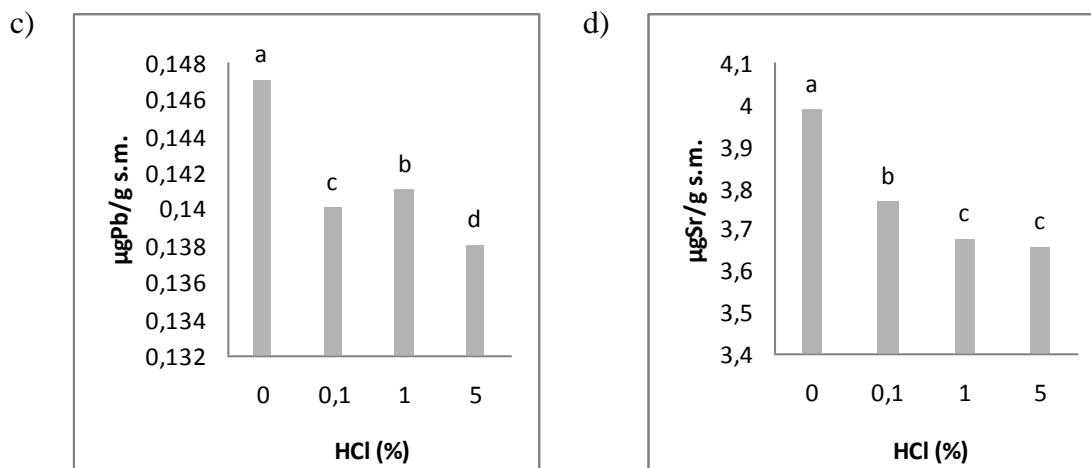 c)
0,148
0,146
0,144
0,142
0,14
0,138
0,136
0,134
0,132
µgPb/g s.m.
a
c
b
d
0 0,1 1 5
HCl (%)
d)
4,1
4
3,9
3,8
3,7
3,6
3,5
3,4
µgSr/g s.m.
a
b
c
c
0 0,1 1 5
HCl (%)